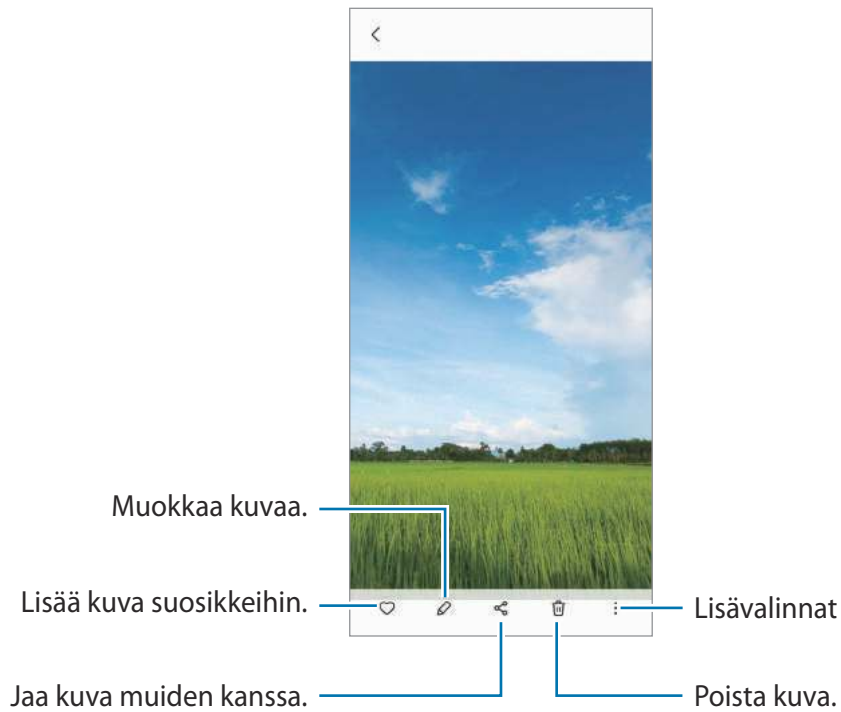 Muokkaa kuvaa.
Lisää kuva suosikkeihin.
Lisävalinnat
Jaa kuva muiden kanssa.
Poista kuva.